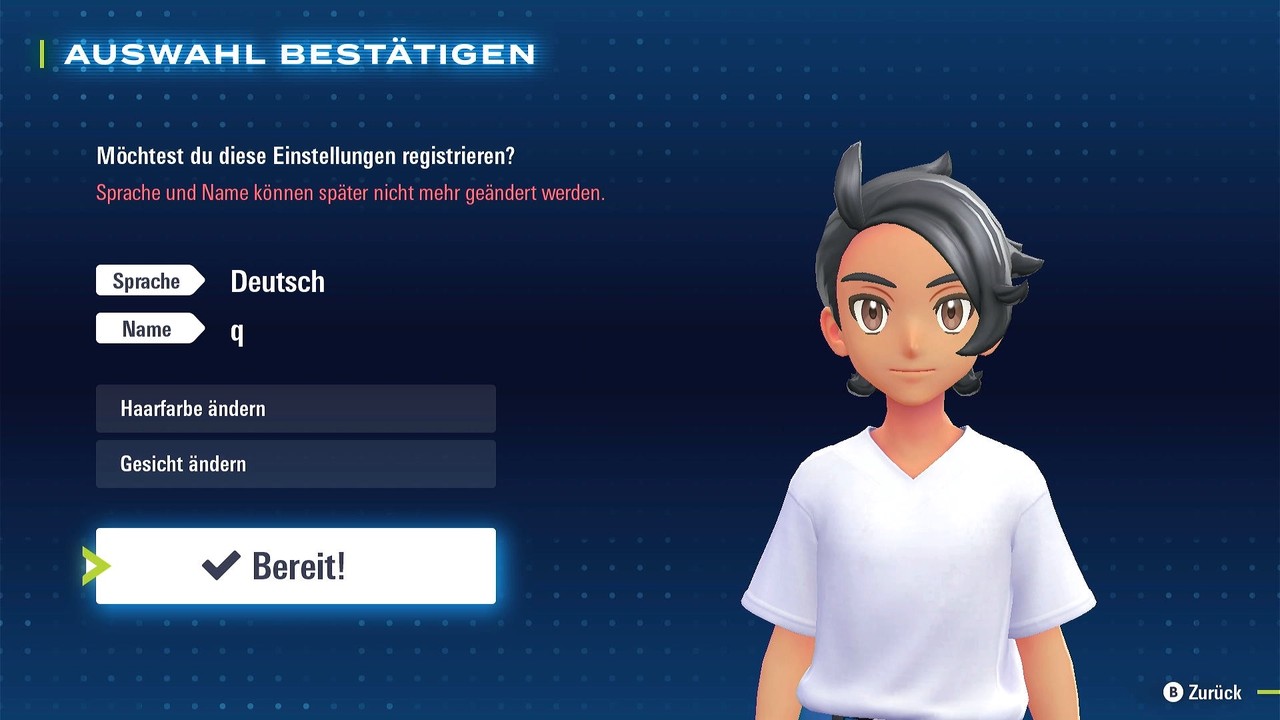 AUSWAHL BESTÄTIGEN
Möchtest du diese Einstellungen registrieren?
Sprache und Name können später nicht mehr geändert werden.
Sprache Deutsch
Name q
Haarfarbe ändern
Gesicht ändern
Bereit!
B Zurück